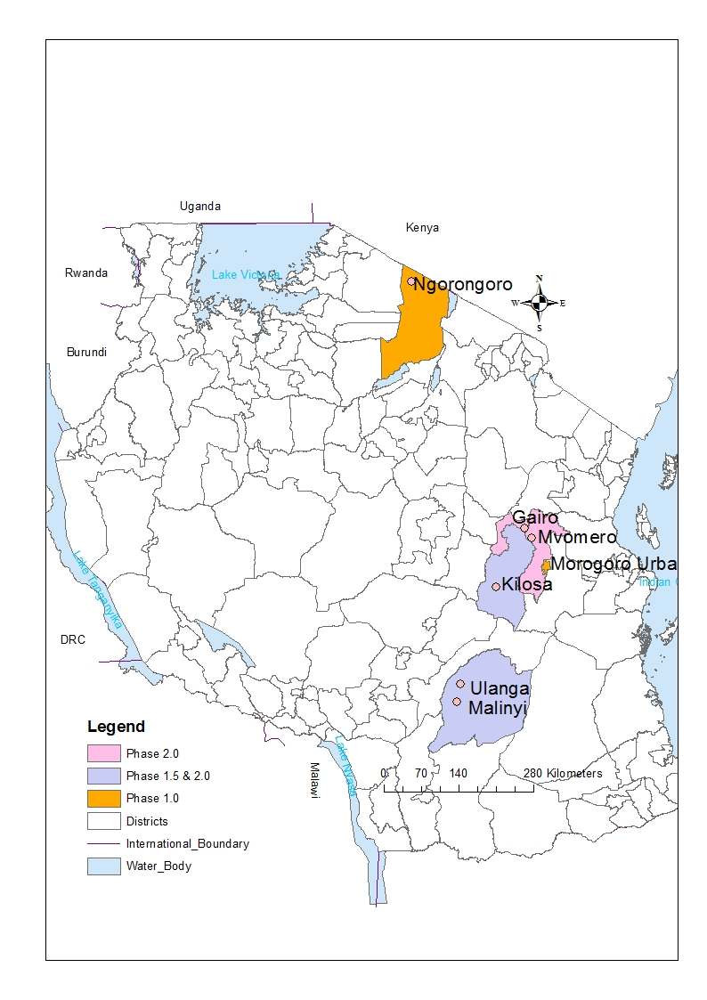 Uganda
Kenya
Rwanda
Lake Victoria
Ngorongoro
N
W
E
S
Burundi
Gairo
Mvomero
Morogoro Urba
Kilosa
Indian
Lake Tanganyika
DRC
Ulanga
Malinyi
Legend
Phase 2.0
Phase 1.5 & 2.0
Phase 1.0
Districts
International_Boundary
Water_Body
Malawi
Lake Nyasa
0 70 140 280 Kilometers